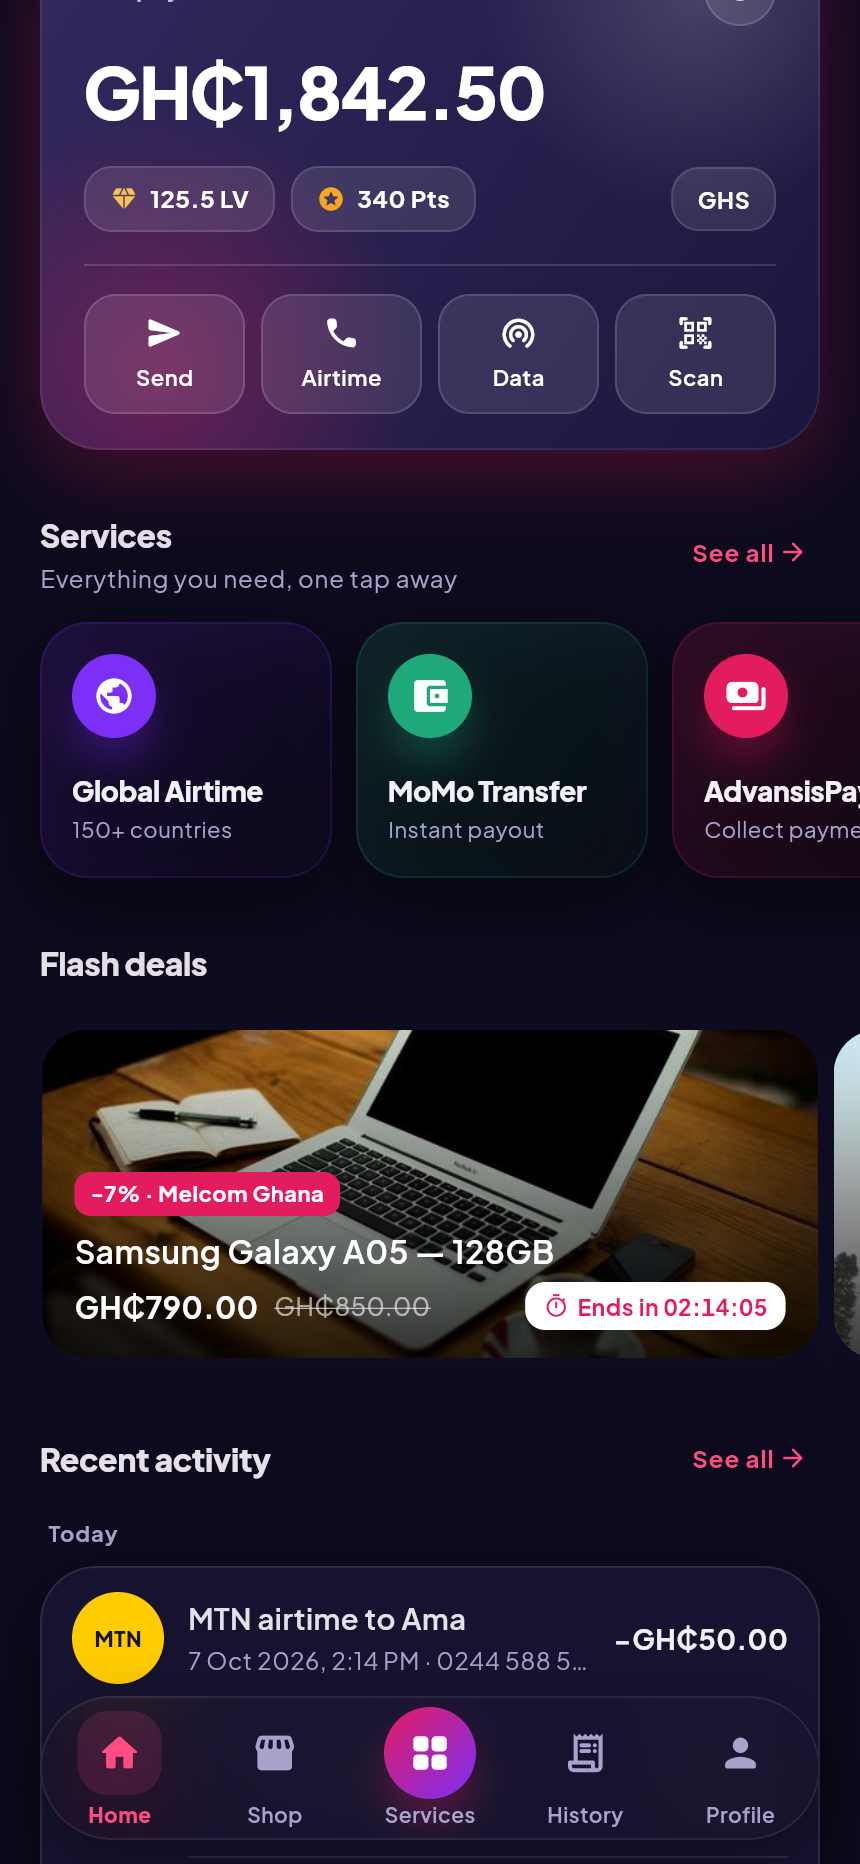 GH₵1,842.50
125.5 LV
340 Pts
GHS
Send
Airtime
Data
Scan
Services
See all →
Everything you need, one tap away
Global Airtime
150+ countries
MoMo Transfer
Instant payout
AdvansisPay
Collect payme
Flash deals
-7% · Melcom Ghana
Samsung Galaxy A05 — 128GB
GH₵790.00 GH₵850.00
Ends in 02:14:05
Recent activity
See all →
Today
MTN
MTN airtime to Ama
7 Oct 2026, 2:14 PM · 0244 588 5...
-GH₵50.00
Home
Shop
Services
History
Profile